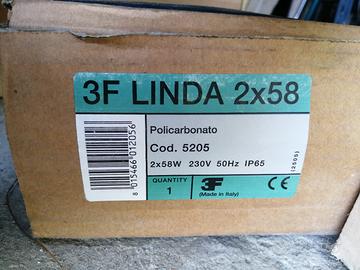 3F LINDA 2x58
Policarbonato
Cod. 5205
2x58W 230V 50Hz IP65
(2505)
8 015466 012056
QUANTITY
1
3F
(Made in Italy)
CE